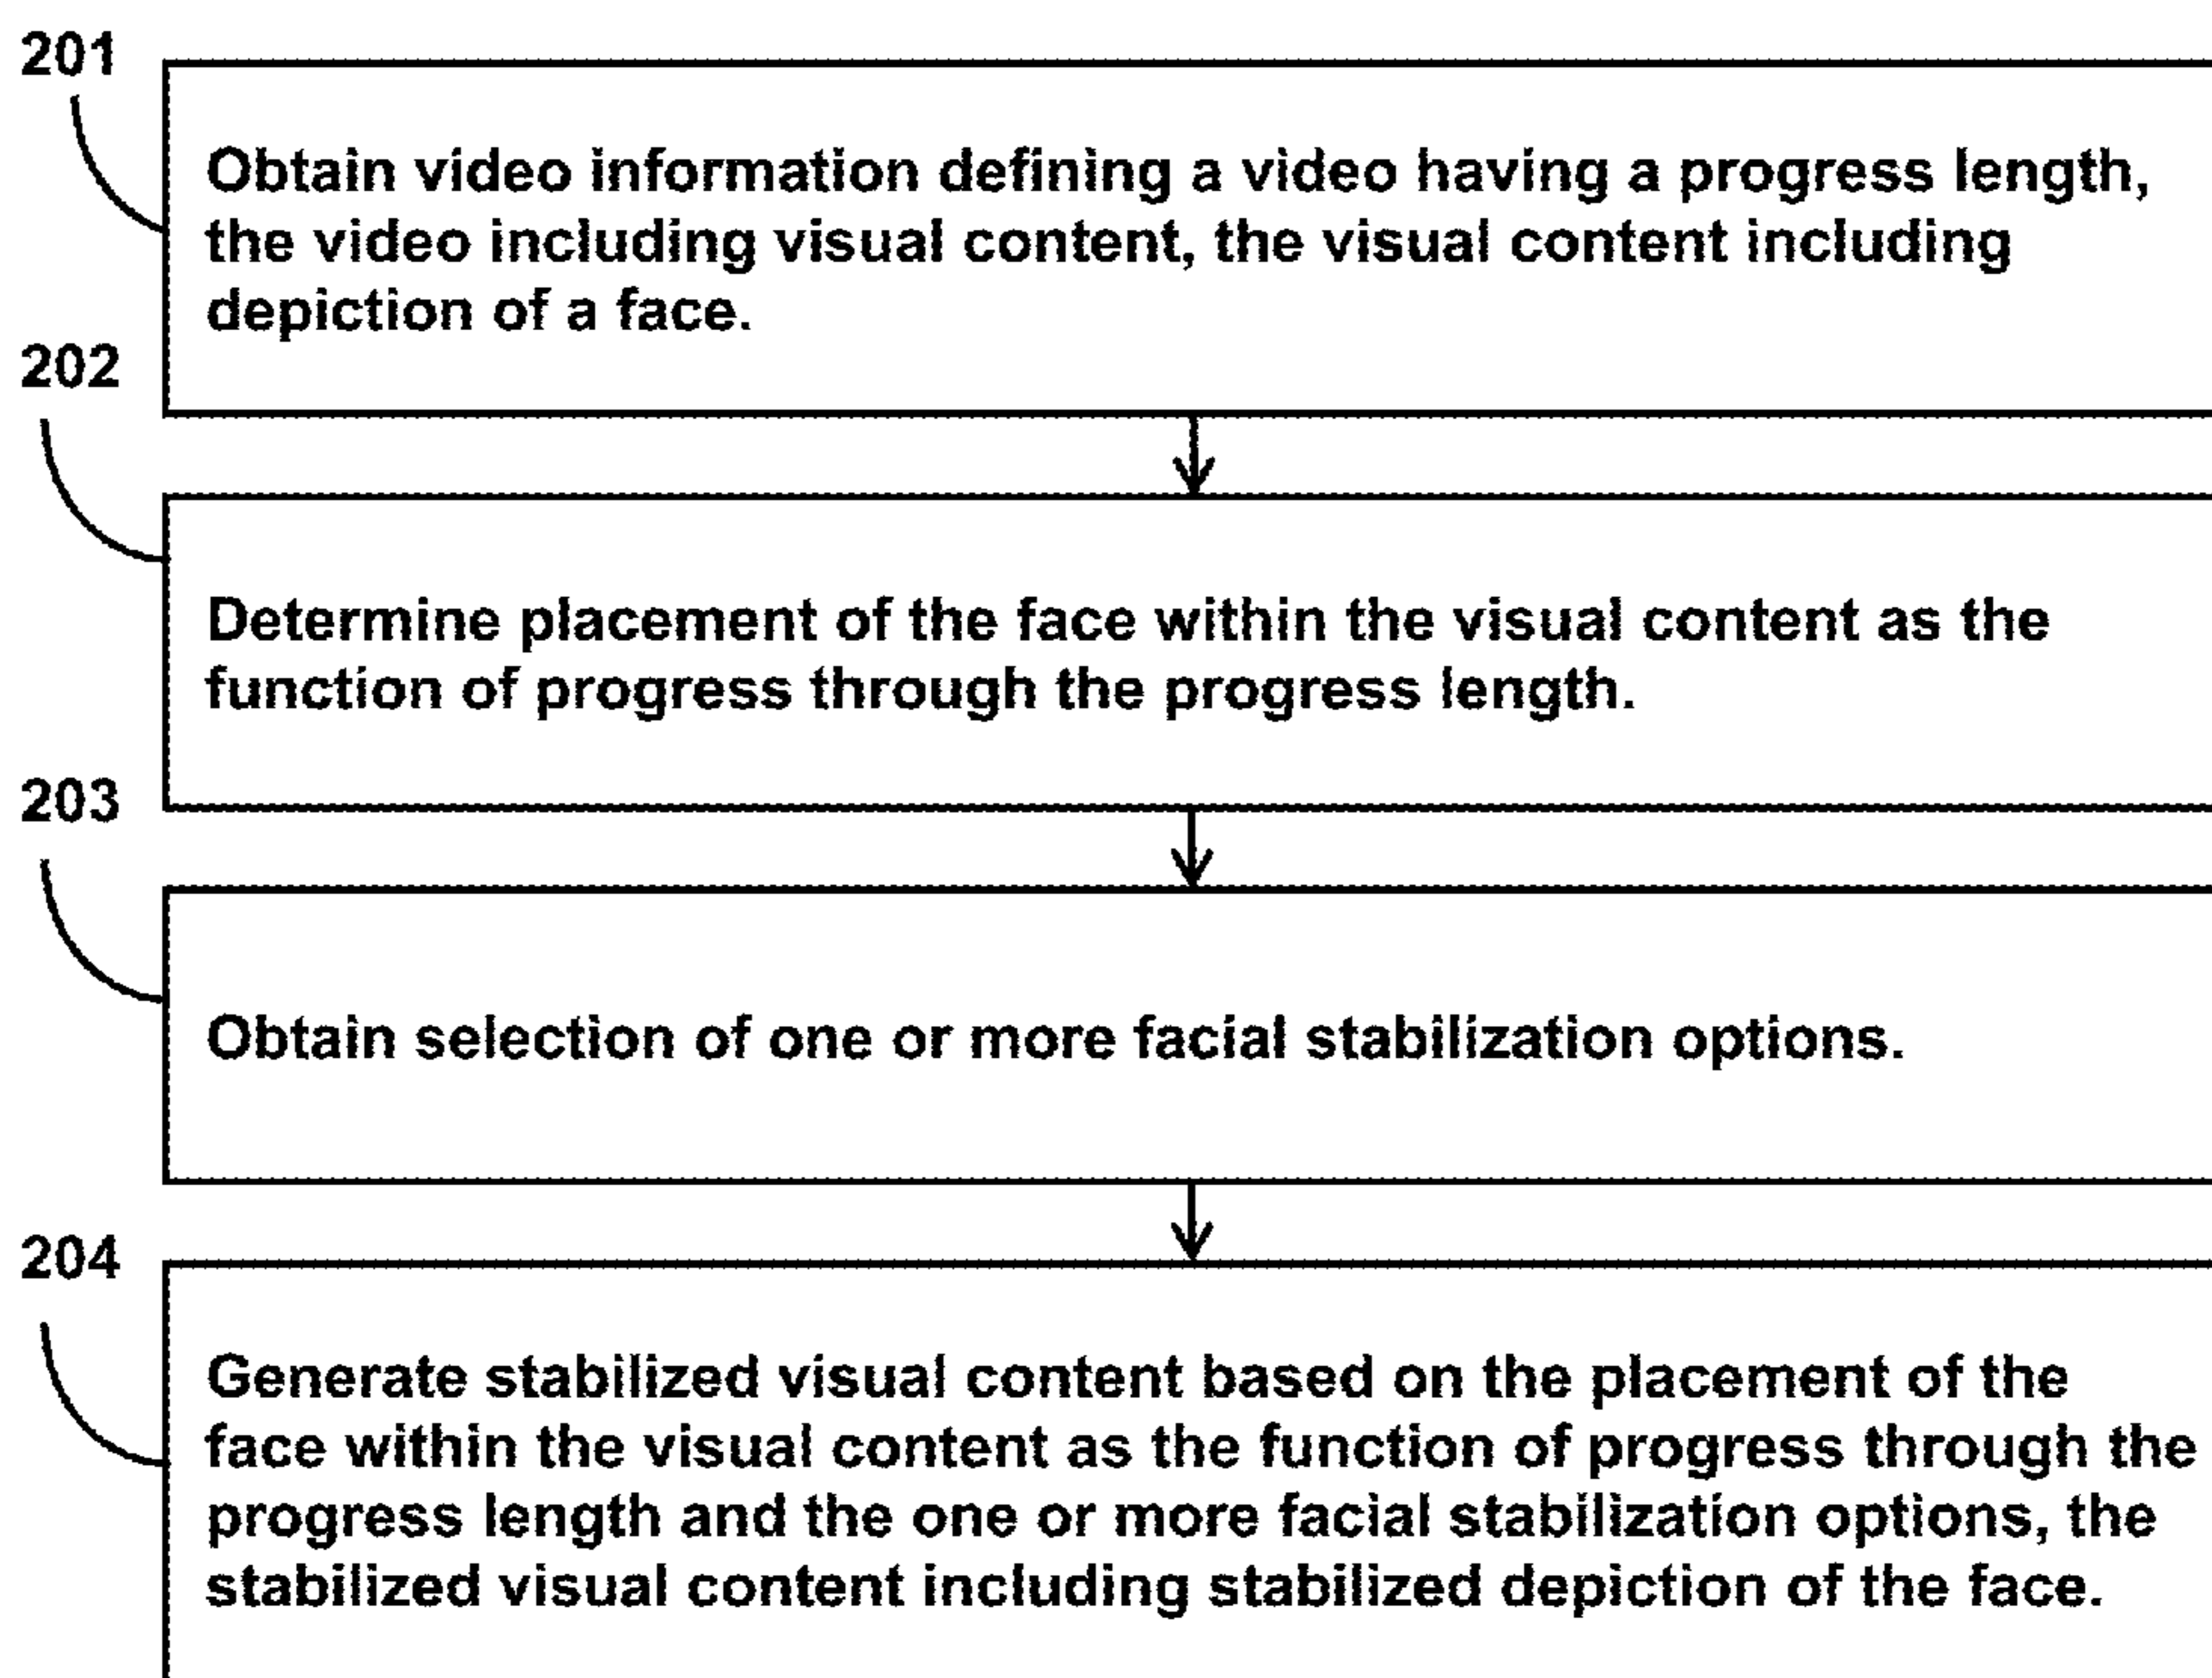 201
Obtain video information defining a video having a progress length,
the video including visual content, the visual content including
depiction of a face.
202
Determine placement of the face within the visual content as the
function of progress through the progress length.
203
Obtain selection of one or more facial stabilization options.
204
Generate stabilized visual content based on the placement of the
face within the visual content as the function of progress through the
progress length and the one or more facial stabilization options, the
stabilized visual content including stabilized depiction of the face.